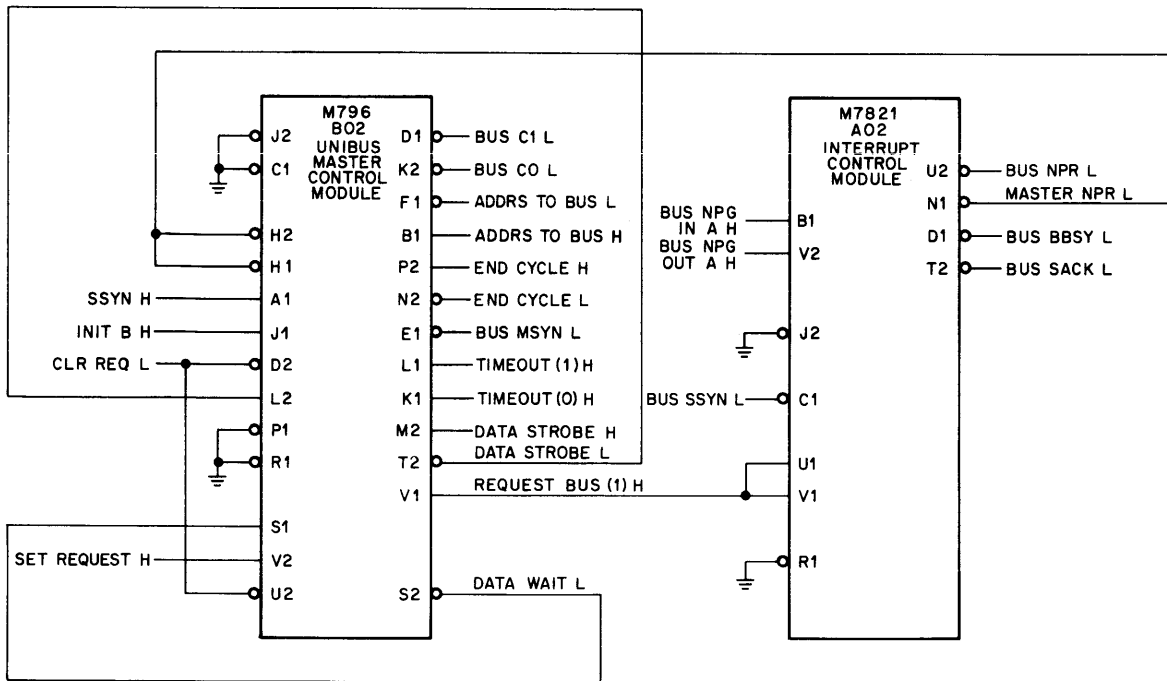 M796
B02
UNIBUS
MASTER
CONTROL
MODULE
J2
C1
H2
H1
SSYN H
A1
INIT B H
J1
CLR REQ L
D2
L2
P1
R1
S1
SET REQUEST H
V2
U2
D1
BUS C1 L
K2
BUS CO L
F1
ADDRS TO BUS L
B1
ADDRS TO BUS H
P2
END CYCLE H
N2
END CYCLE L
E1
BUS MSYN L
L1
TIMEOUT (1) H
K1
TIMEOUT (0) H
M2
DATA STROBE H
T2
DATA STROBE L
V1
REQUEST BUS (1) H
S2
DATA WAIT L
M7821
A02
INTERRUPT
CONTROL
MODULE
BUS NPG
IN A H
B1
BUS NPG
OUT A H
V2
J2
BUS SSYN L
C1
U1
V1
R1
U2
BUS NPR L
N1
MASTER NPR L
D1
BUS BBSY L
T2
BUS SACK L